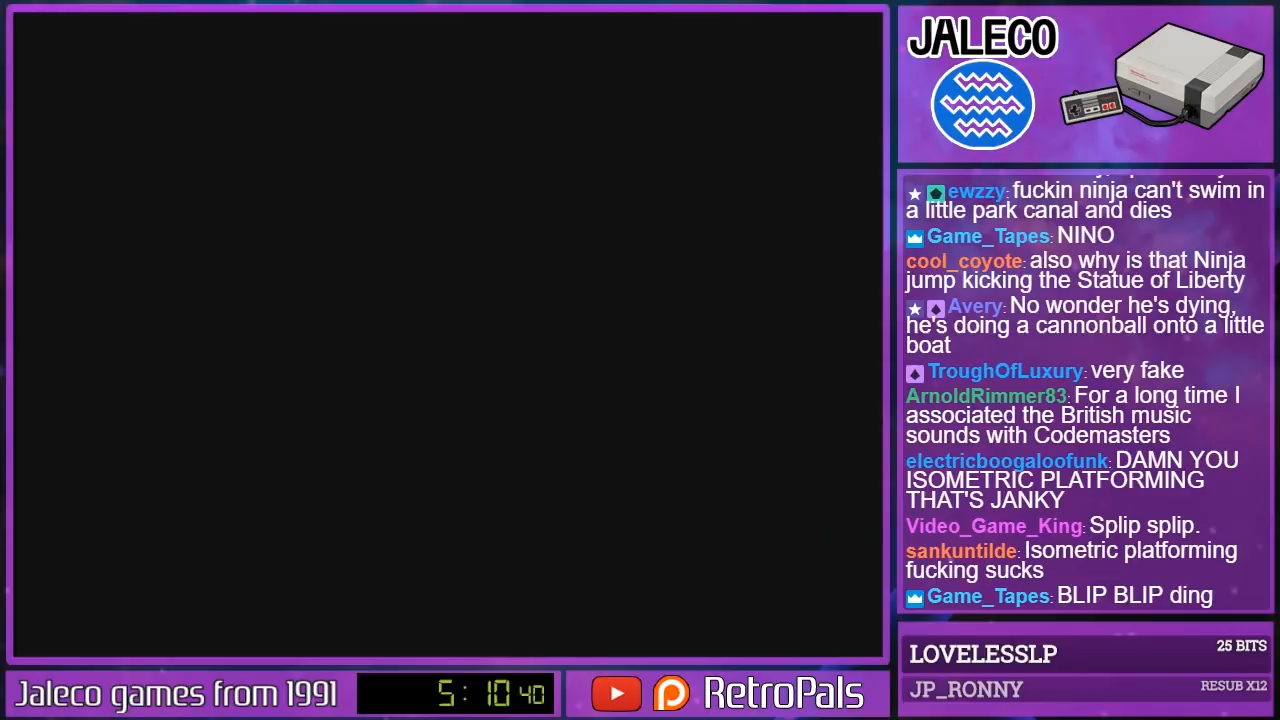 JALECO
ewzzy: fuckin ninja can't swim in
a little park canal and dies
Game_Tapes: NINO
cool_coyote: also why is that Ninja
jump kicking the Statue of Liberty
Avery: No wonder he's dying,
he's doing a cannonball onto a little
boat
TroughOfLuxury: very fake
ArnoldRimmer83: For a long time I
associated the British music
sounds with Codemasters
electricboogaloofunk: DAMN YOU
ISOMETRIC PLATFORMING
THAT'S JANKY
Video_Game_King: Splip splip.
sankuntilde: Isometric platforming
fucking sucks
Game_Tapes: BLIP BLIP ding
LOVELESSLP 25 BITS
JP_RONNY RESUB X12
Jaleco games from 1991 5:10 40 RetroPals